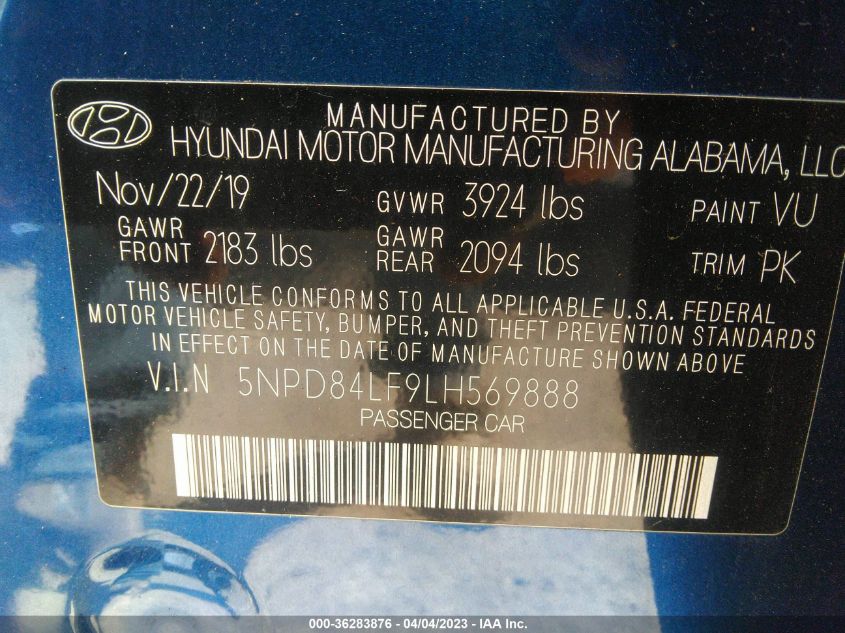 MANUFACTURED BY
HYUNDAI MOTOR MANUFACTURING ALABAMA, LLC
Nov/22/19 GVWR 3924 lbs PAINT VU
GAWR FRONT 2183 lbs GAWR REAR 2094 lbs TRIM PK
THIS VEHICLE CONFORMS TO ALL APPLICABLE U.S.A. FEDERAL
MOTOR VEHICLE SAFETY, BUMPER, AND THEFT PREVENTION STANDARDS
IN EFFECT ON THE DATE OF MANUFACTURE SHOWN ABOVE
V.I.N 5NPD84LF9LH569888
PASSENGER CAR
000-36283876 - 04/04/2023 - IAA Inc.